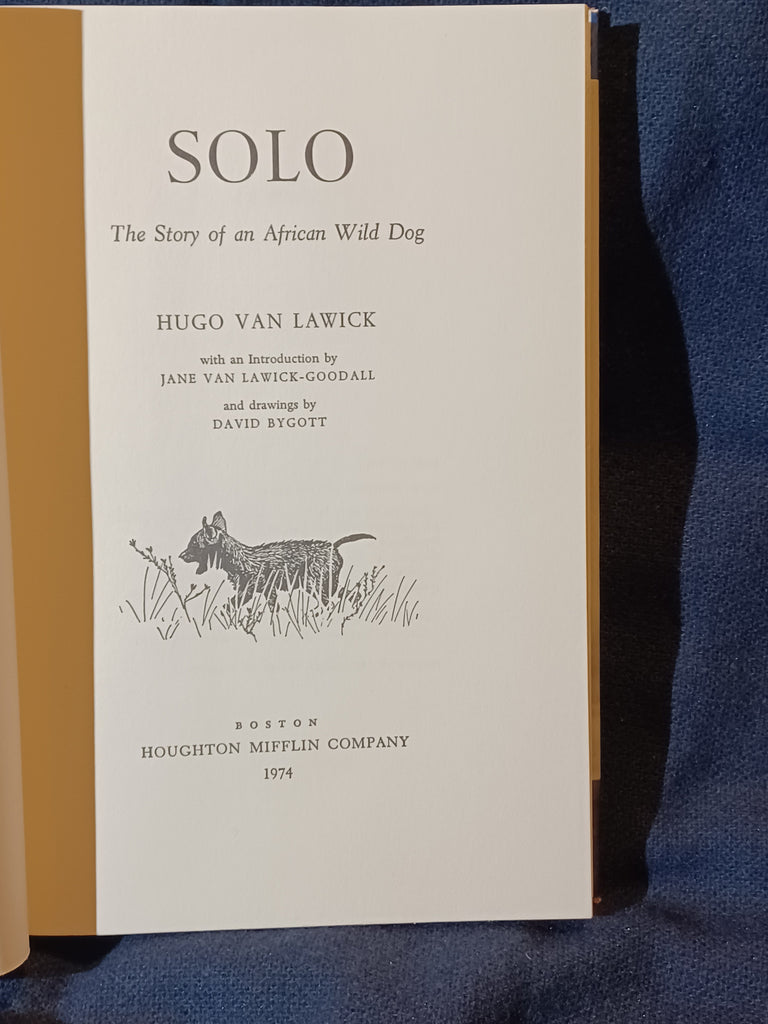 SOLO
The Story of an African Wild Dog
HUGO VAN LAWICK
with an Introduction by
JANE VAN LAWICK-GOODALL
and drawings by
DAVID BYGOTT
BOSTON
HOUGHTON MIFFLIN COMPANY
1974